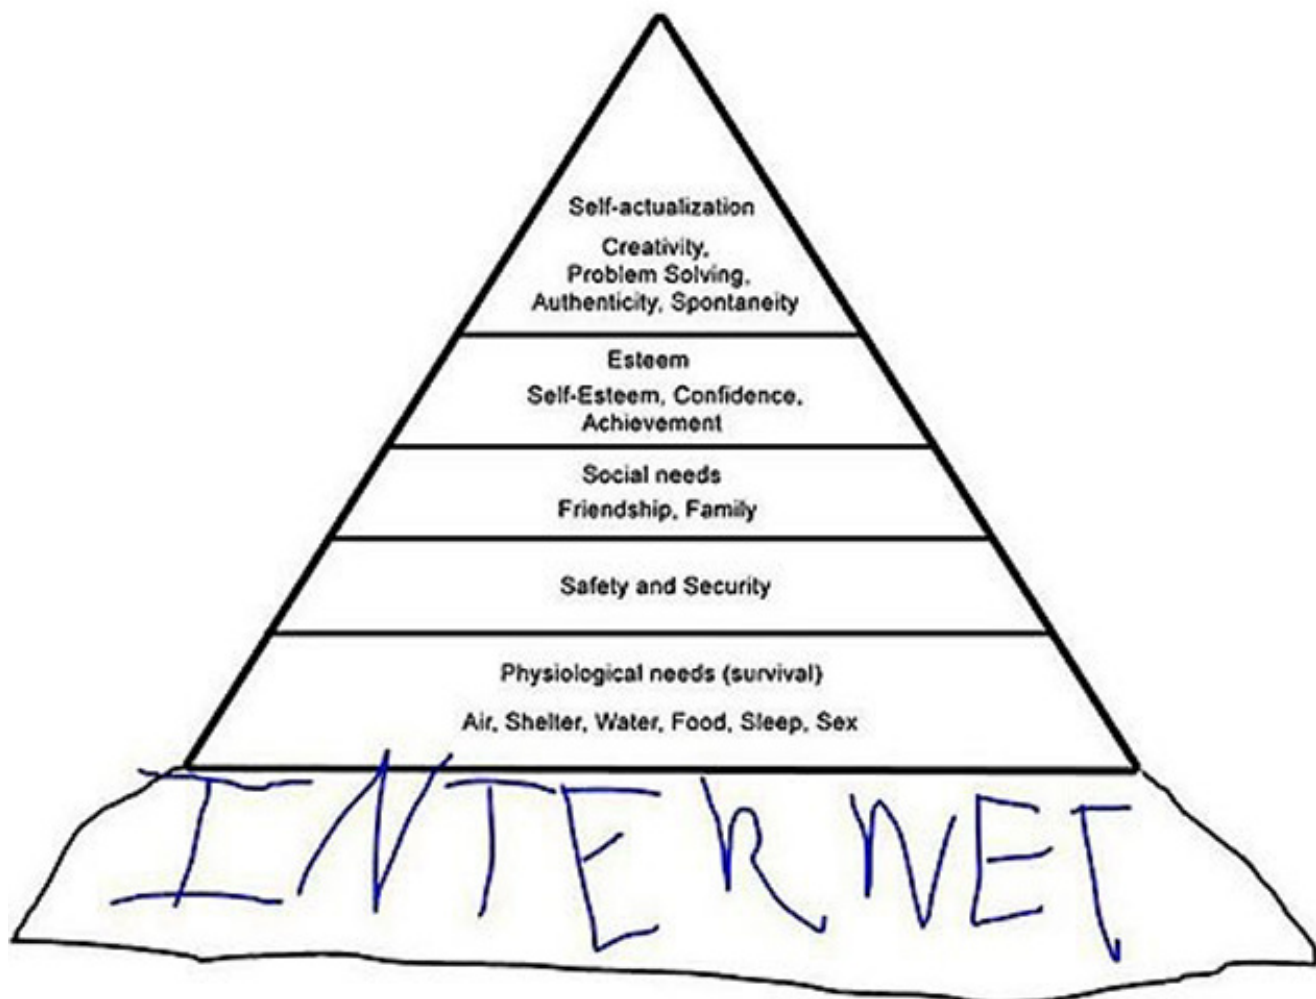 Self-actualization
Creativity,
Problem Solving,
Authenticity, Spontaneity
Esteem
Self-Esteem, Confidence,
Achievement
Social needs
Friendship, Family
Safety and Security
Physiological needs (survival)
Air, Shelter, Water, Food, Sleep, Sex
INTERNET